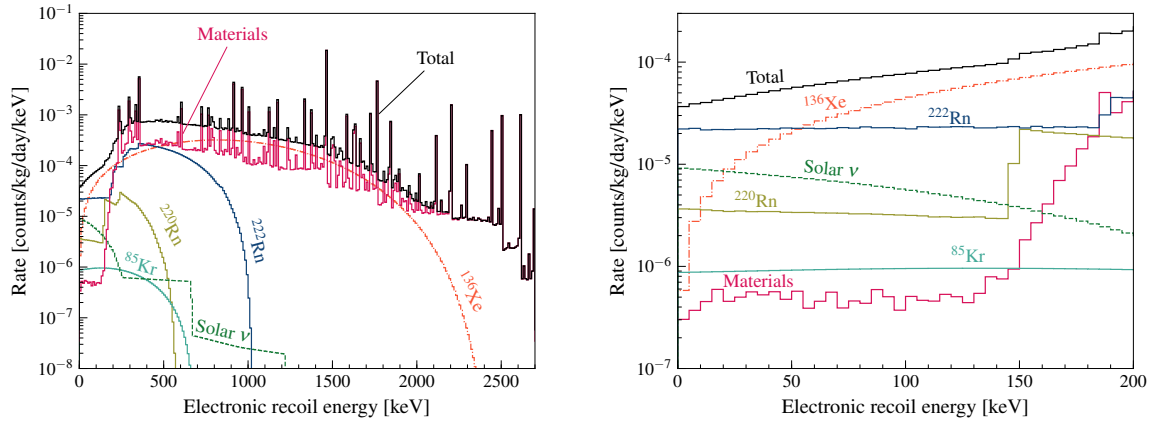 10⁻¹
10⁻²
10⁻³
10⁻⁴
10⁻⁵
10⁻⁶
10⁻⁷
10⁻⁸
Rate [counts/kg/day/keV]
Materials
Total
²²⁰Rn
²²²Rn
⁸⁵Kr
¹³⁶Xe
Solar ν
0 500 1000 1500 2000 2500
Electronic recoil energy [keV]
10⁻⁴
10⁻⁵
10⁻⁶
10⁻⁷
Rate [counts/kg/day/keV]
Total
¹³⁶Xe
²²²Rn
Solar ν
²²⁰Rn
⁸⁵Kr
Materials
0 50 100 150 200
Electronic recoil energy [keV]